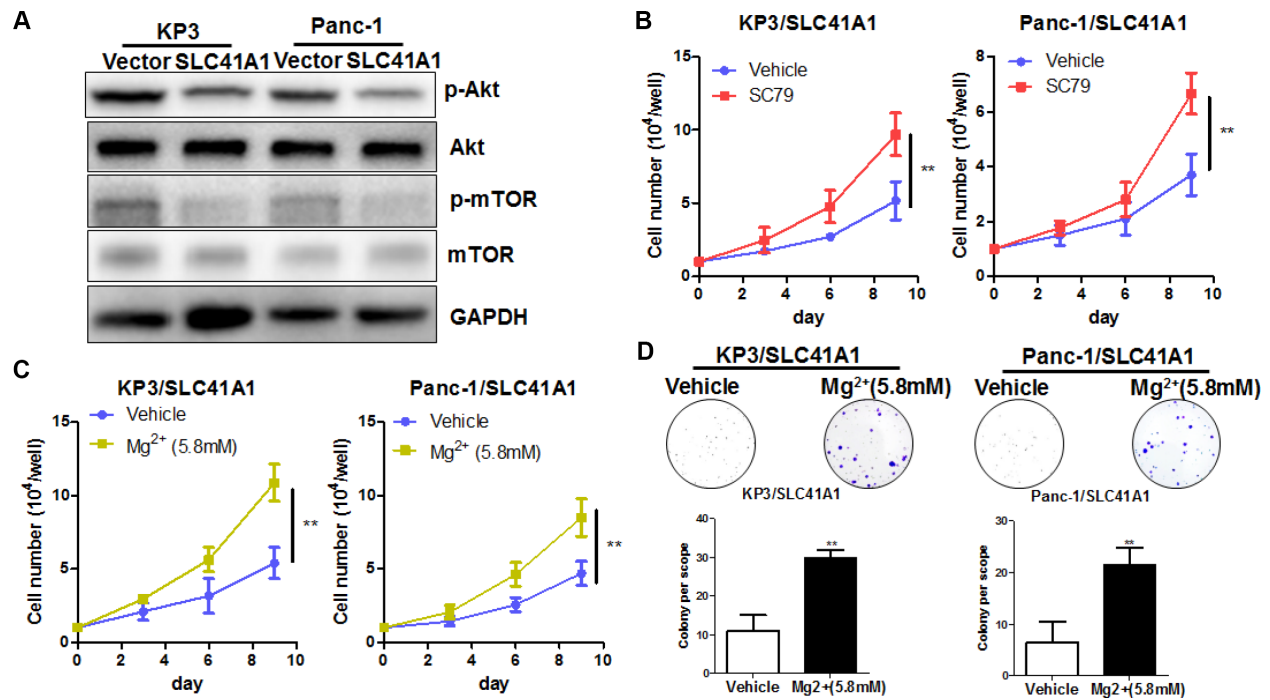 A
KP3 Panc-1
Vector SLC41A1 Vector SLC41A1
p-Akt
Akt
p-mTOR
mTOR
GAPDH
B
KP3/SLC41A1
15
10
5
0
Cell number (10⁴/well)
Vehicle
SC79
**
0 2 4 6 8 10
day
Panc-1/SLC41A1
8
6
4
2
0
Cell number (10⁴/well)
Vehicle
SC79
**
0 2 4 6 8 10
day
C
KP3/SLC41A1
15
10
5
0
Cell number (10⁴/well)
Vehicle
Mg²⁺ (5.8mM)
**
0 2 4 6 8 10
day
Panc-1/SLC41A1
15
10
5
0
Cell number (10⁴/well)
Vehicle
Mg²⁺ (5.8mM)
**
0 2 4 6 8 10
day
D
KP3/SLC41A1
Vehicle Mg²⁺(5.8mM)
Panc-1/SLC41A1
Vehicle Mg²⁺(5.8mM)
KP3/SLC41A1
40
30
20
10
0
Colony per scope
**
Vehicle Mg2+(5.8mM)
Panc-1/SLC41A1
30
20
10
0
Colony per scope
**
Vehicle Mg2+(5.8mM)